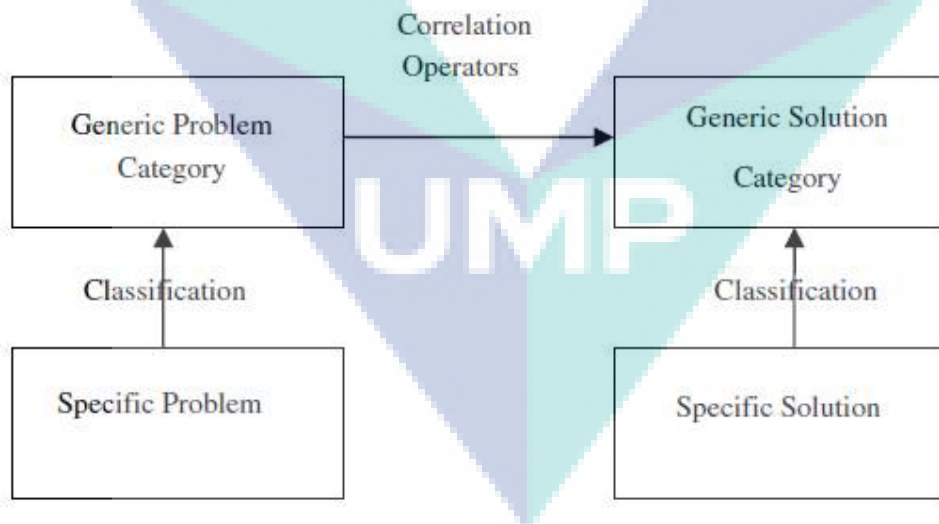 Correlation
Operators
Generic Problem
Category
Generic Solution
Category
UMP
Classification
Classification
Specific Problem
Specific Solution